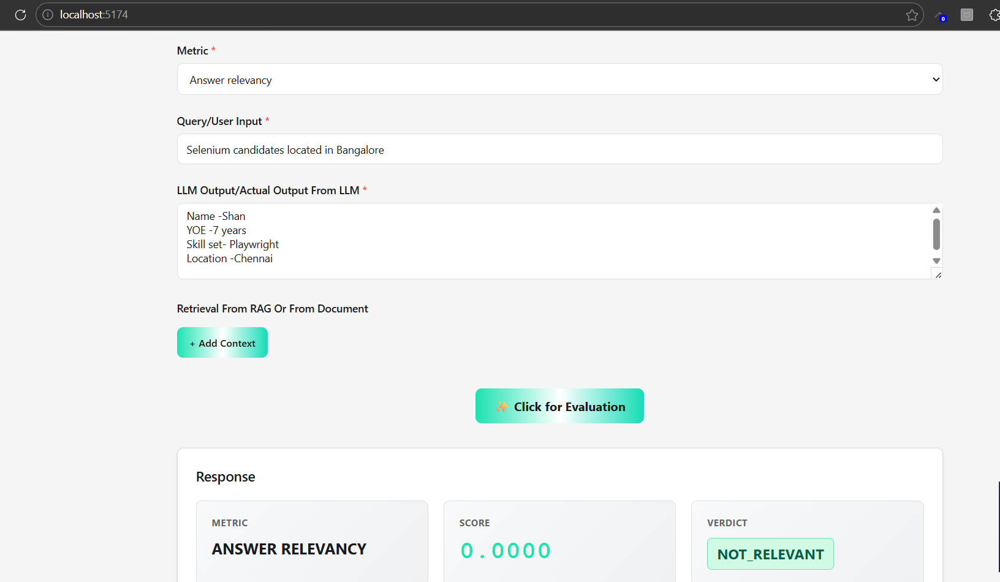 localhost:5174
0
Metric *
Answer relevancy
Query/User Input *
Selenium candidates located in Bangalore
LLM Output/Actual Output From LLM *
Name -Shan
YOE -7 years
Skill set- Playwright
Location -Chennai
Retrieval From RAG Or From Document
+ Add Context
✨ Click for Evaluation
Response
METRIC
ANSWER RELEVANCY
SCORE
0.0000
VERDICT
NOT_RELEVANT